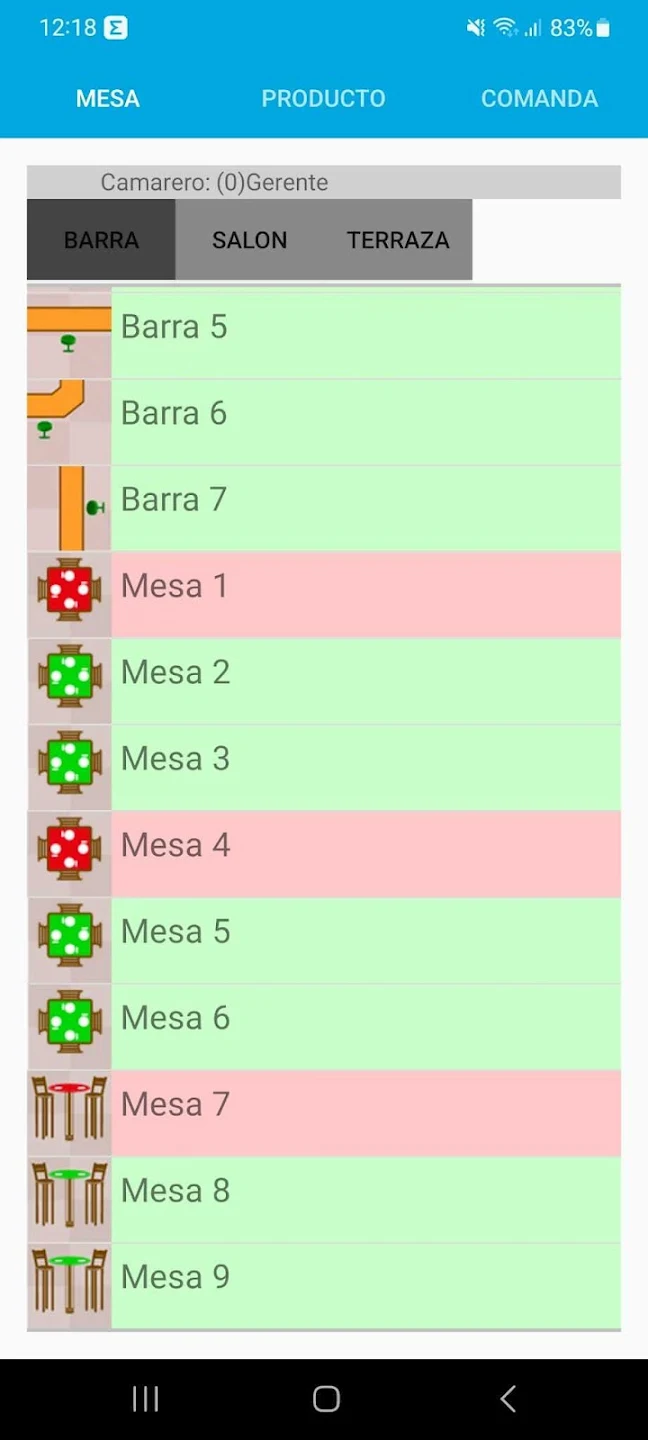 12:18 Σ 83%
MESA PRODUCTO COMANDA
Camarero: (0)Gerente
BARRA SALON TERRAZA
Barra 5
Barra 6
Barra 7
Mesa 1
Mesa 2
Mesa 3
Mesa 4
Mesa 5
Mesa 6
Mesa 7
Mesa 8
Mesa 9